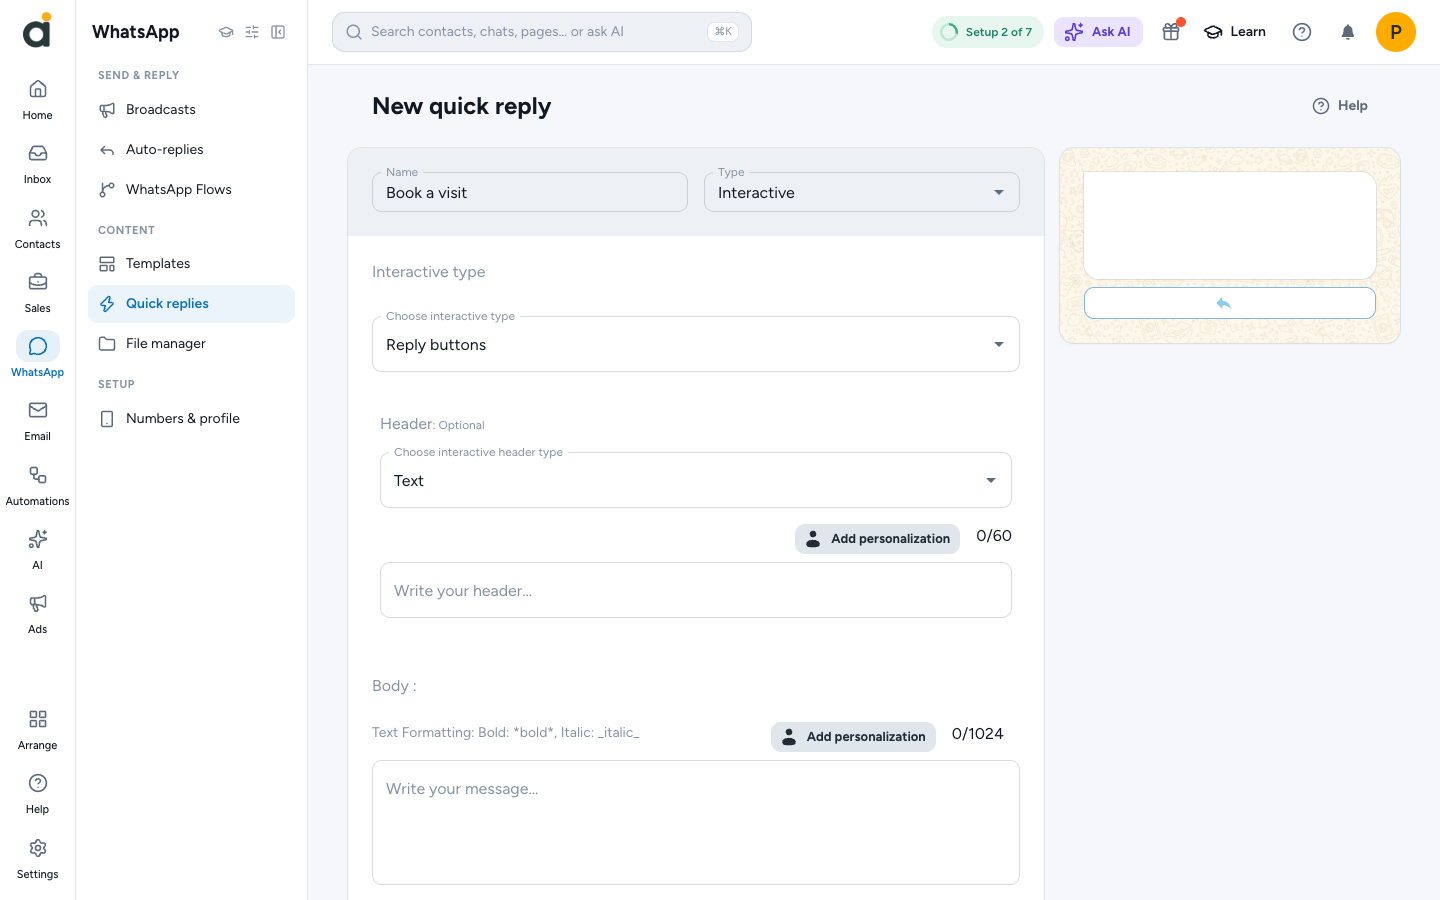 WhatsApp
Search contacts, chats, pages... or ask AI
⌘K
Setup 2 of 7
Ask AI
Learn
P
Home
Inbox
Contacts
Sales
WhatsApp
Email
Automations
AI
Ads
Arrange
Help
Settings
SEND & REPLY
Broadcasts
Auto-replies
WhatsApp Flows
CONTENT
Templates
Quick replies
File manager
SETUP
Numbers & profile
New quick reply
Help
Name
Book a visit
Type
Interactive
Interactive type
Choose interactive type
Reply buttons
Header: Optional
Choose interactive header type
Text
Add personalization
0/60
Write your header...
Body :
Text Formatting: Bold: *bold*, Italic: _italic_
Add personalization
0/1024
Write your message...